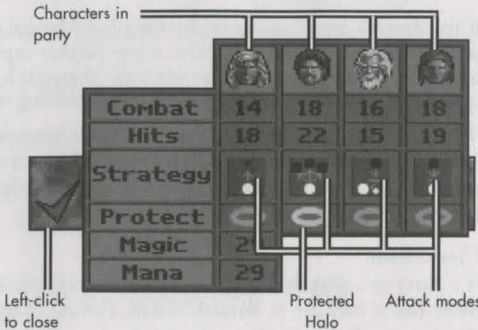 Characters in
party
Combat 14 18 16 18
Hits 18 22 15 19
Strategy
Protect
Magic
Mana 29
Left-click
to close
Protected
Halo
Attack modes